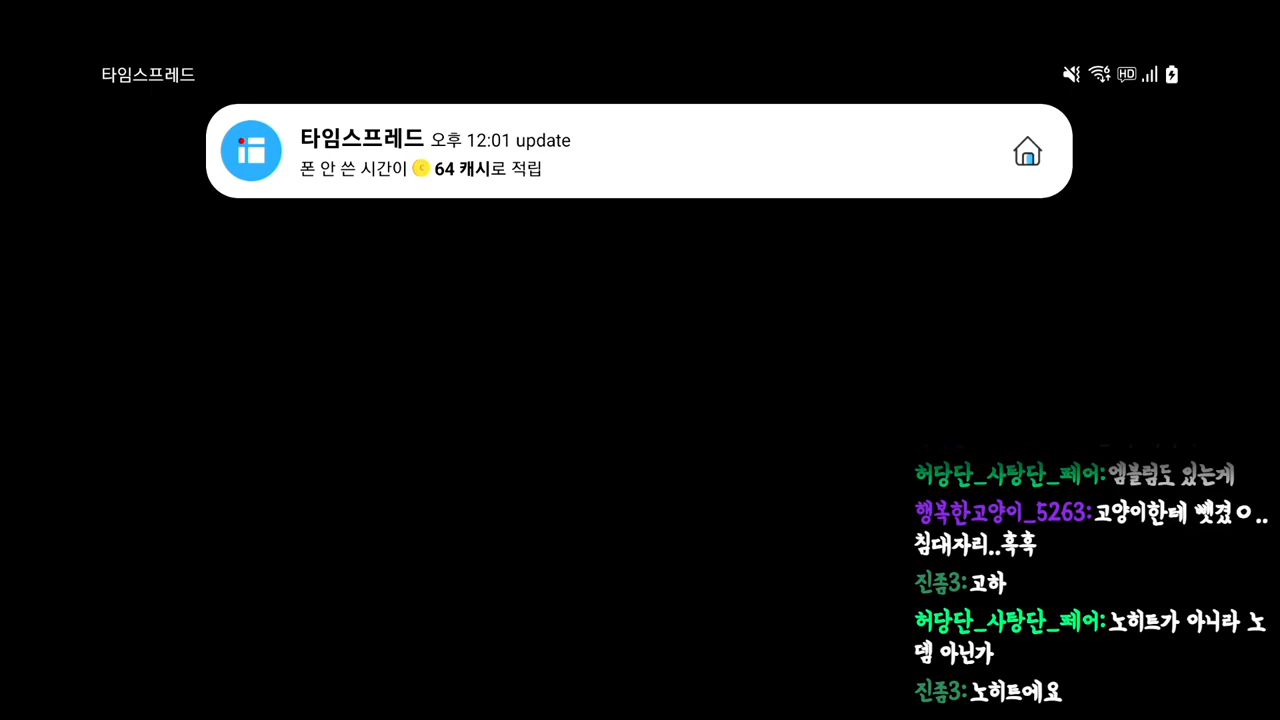 타임스프레드
HD
타임스프레드 오후 12:01 update
폰 안 쓴 시간이 64 캐시로 적립
허당단_사탕단_페어:엠블럼도 있는게
행복한고양이_5263:고양이한테 뺏겼ㅇ..
침대자리..흑흑
진좀3:고하
허당단_사탕단_페어:노히트가 아니라 노
뎀 아닌가
진좀3:노히트에요